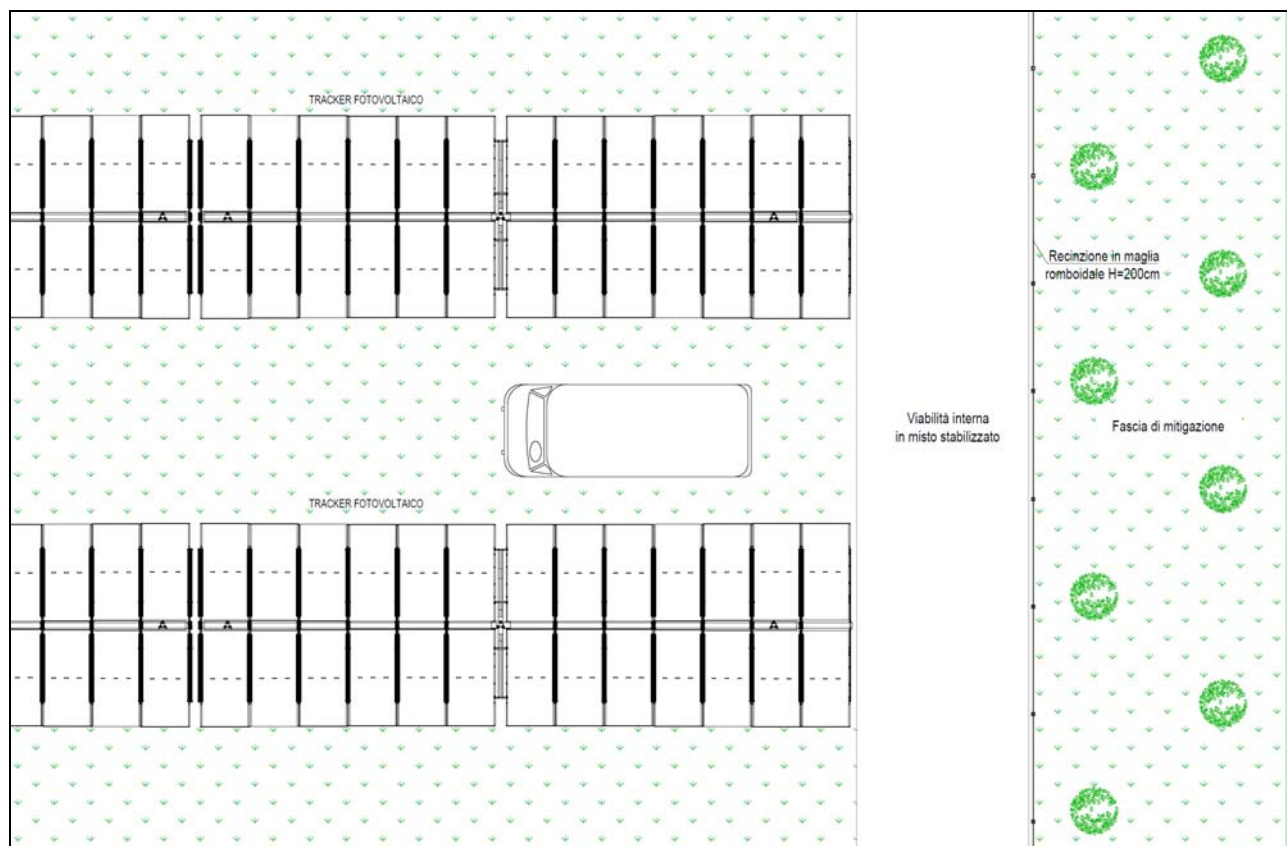 TRACKER FOTOVOLTAICO
Recinzione in maglia
romboidale H=200cm
Viabilità interna
in misto stabilizzato
Fascia di mitigazione
TRACKER FOTOVOLTAICO